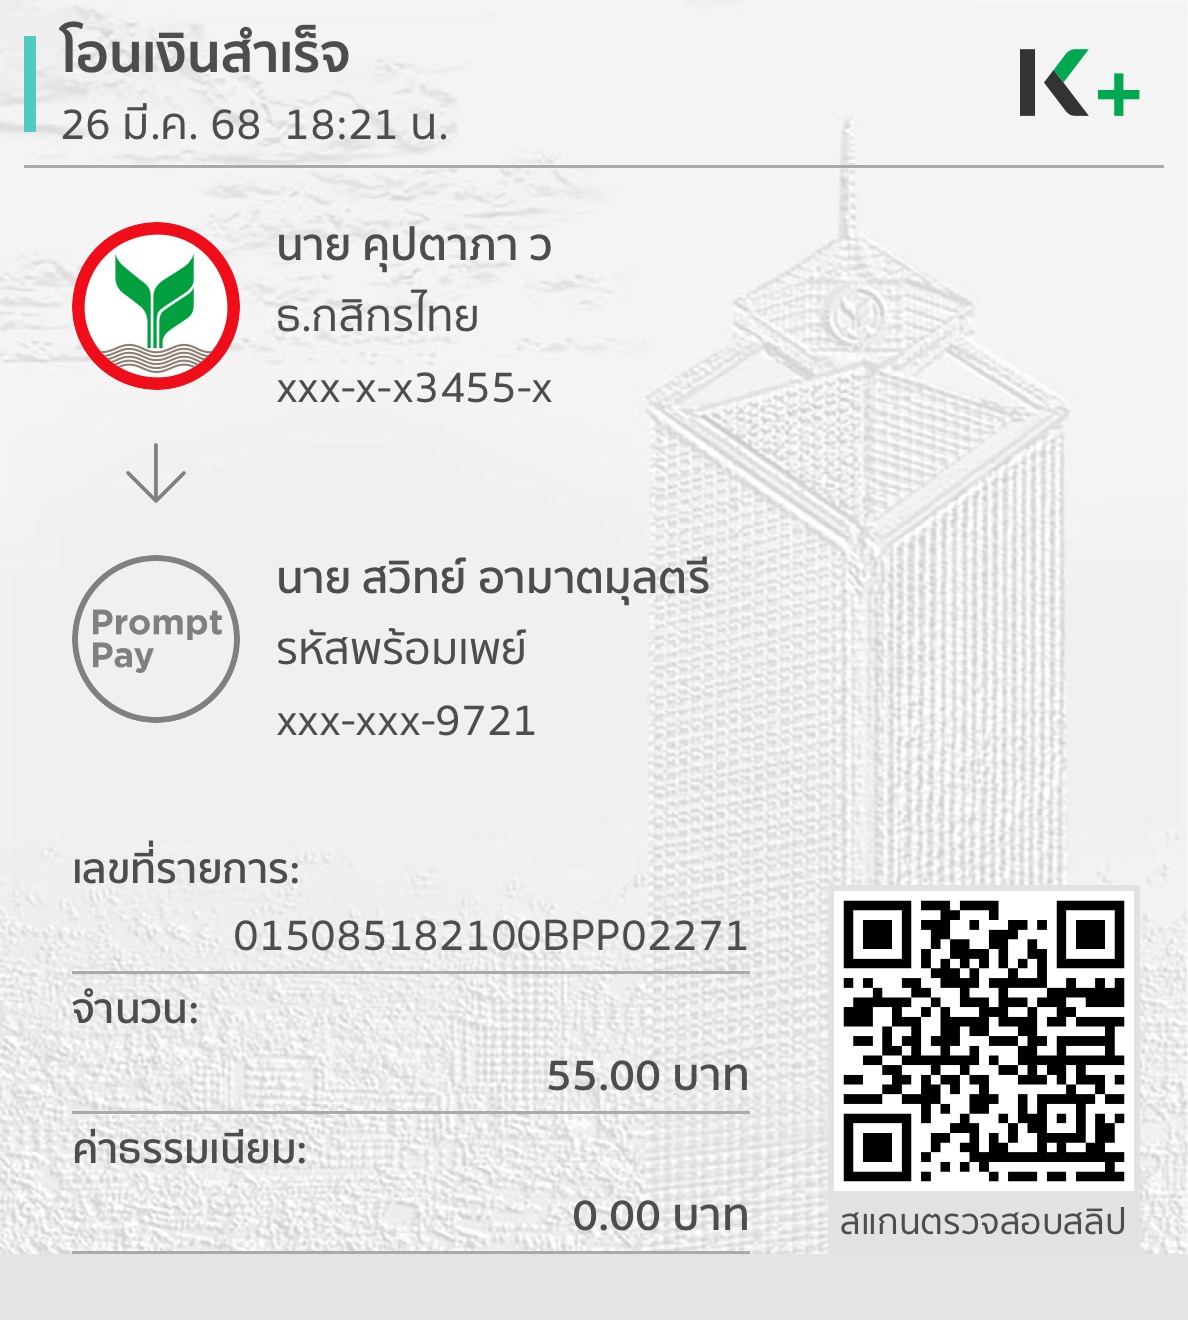 โอนเงินสำเร็จ
26 มี.ค. 68  18:21 น.
K+
นาย คุปตาภา ว
ธ.กสิกรไทย
xxx-x-x3455-x
Prompt
Pay
นาย สวิทย์ อามาตมุลตรี
รหัสพร้อมเพย์
xxx-xxx-9721
เลขที่รายการ:
015085182100BPP02271
จำนวน:
55.00 บาท
ค่าธรรมเนียม:
0.00 บาท
สแกนตรวจสอบสลิป